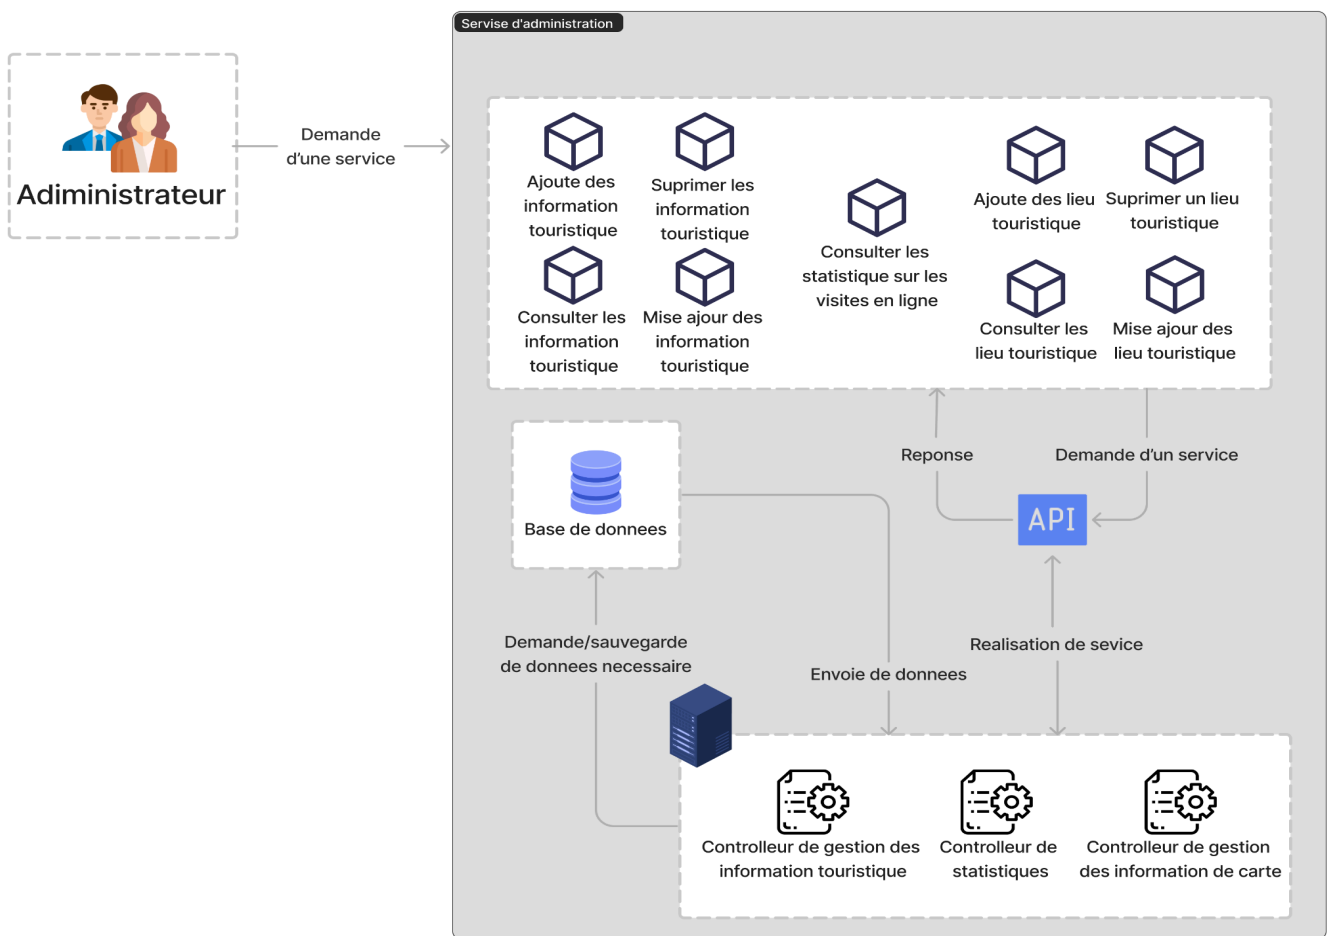 Servise d'administration
Adiministrateur
Demande
d'une service
Ajoute des
information
touristique
Suprimer les
information
touristique
Consulter les
information
touristique
Mise ajour des
information
touristique
Consulter les
statistique sur les
visites en ligne
Ajoute des lieu
touristique
Suprimer un lieu
touristique
Consulter les
lieu touristique
Mise ajour des
lieu touristique
Reponse
Demande d'un service
API
Base de donnees
Demande/sauvegarde
de donnees necessaire
Envoie de donnees
Realisation de sevice
Controlleur de gestion des
information touristique
Controlleur de
statistiques
Controlleur de gestion
des information de carte